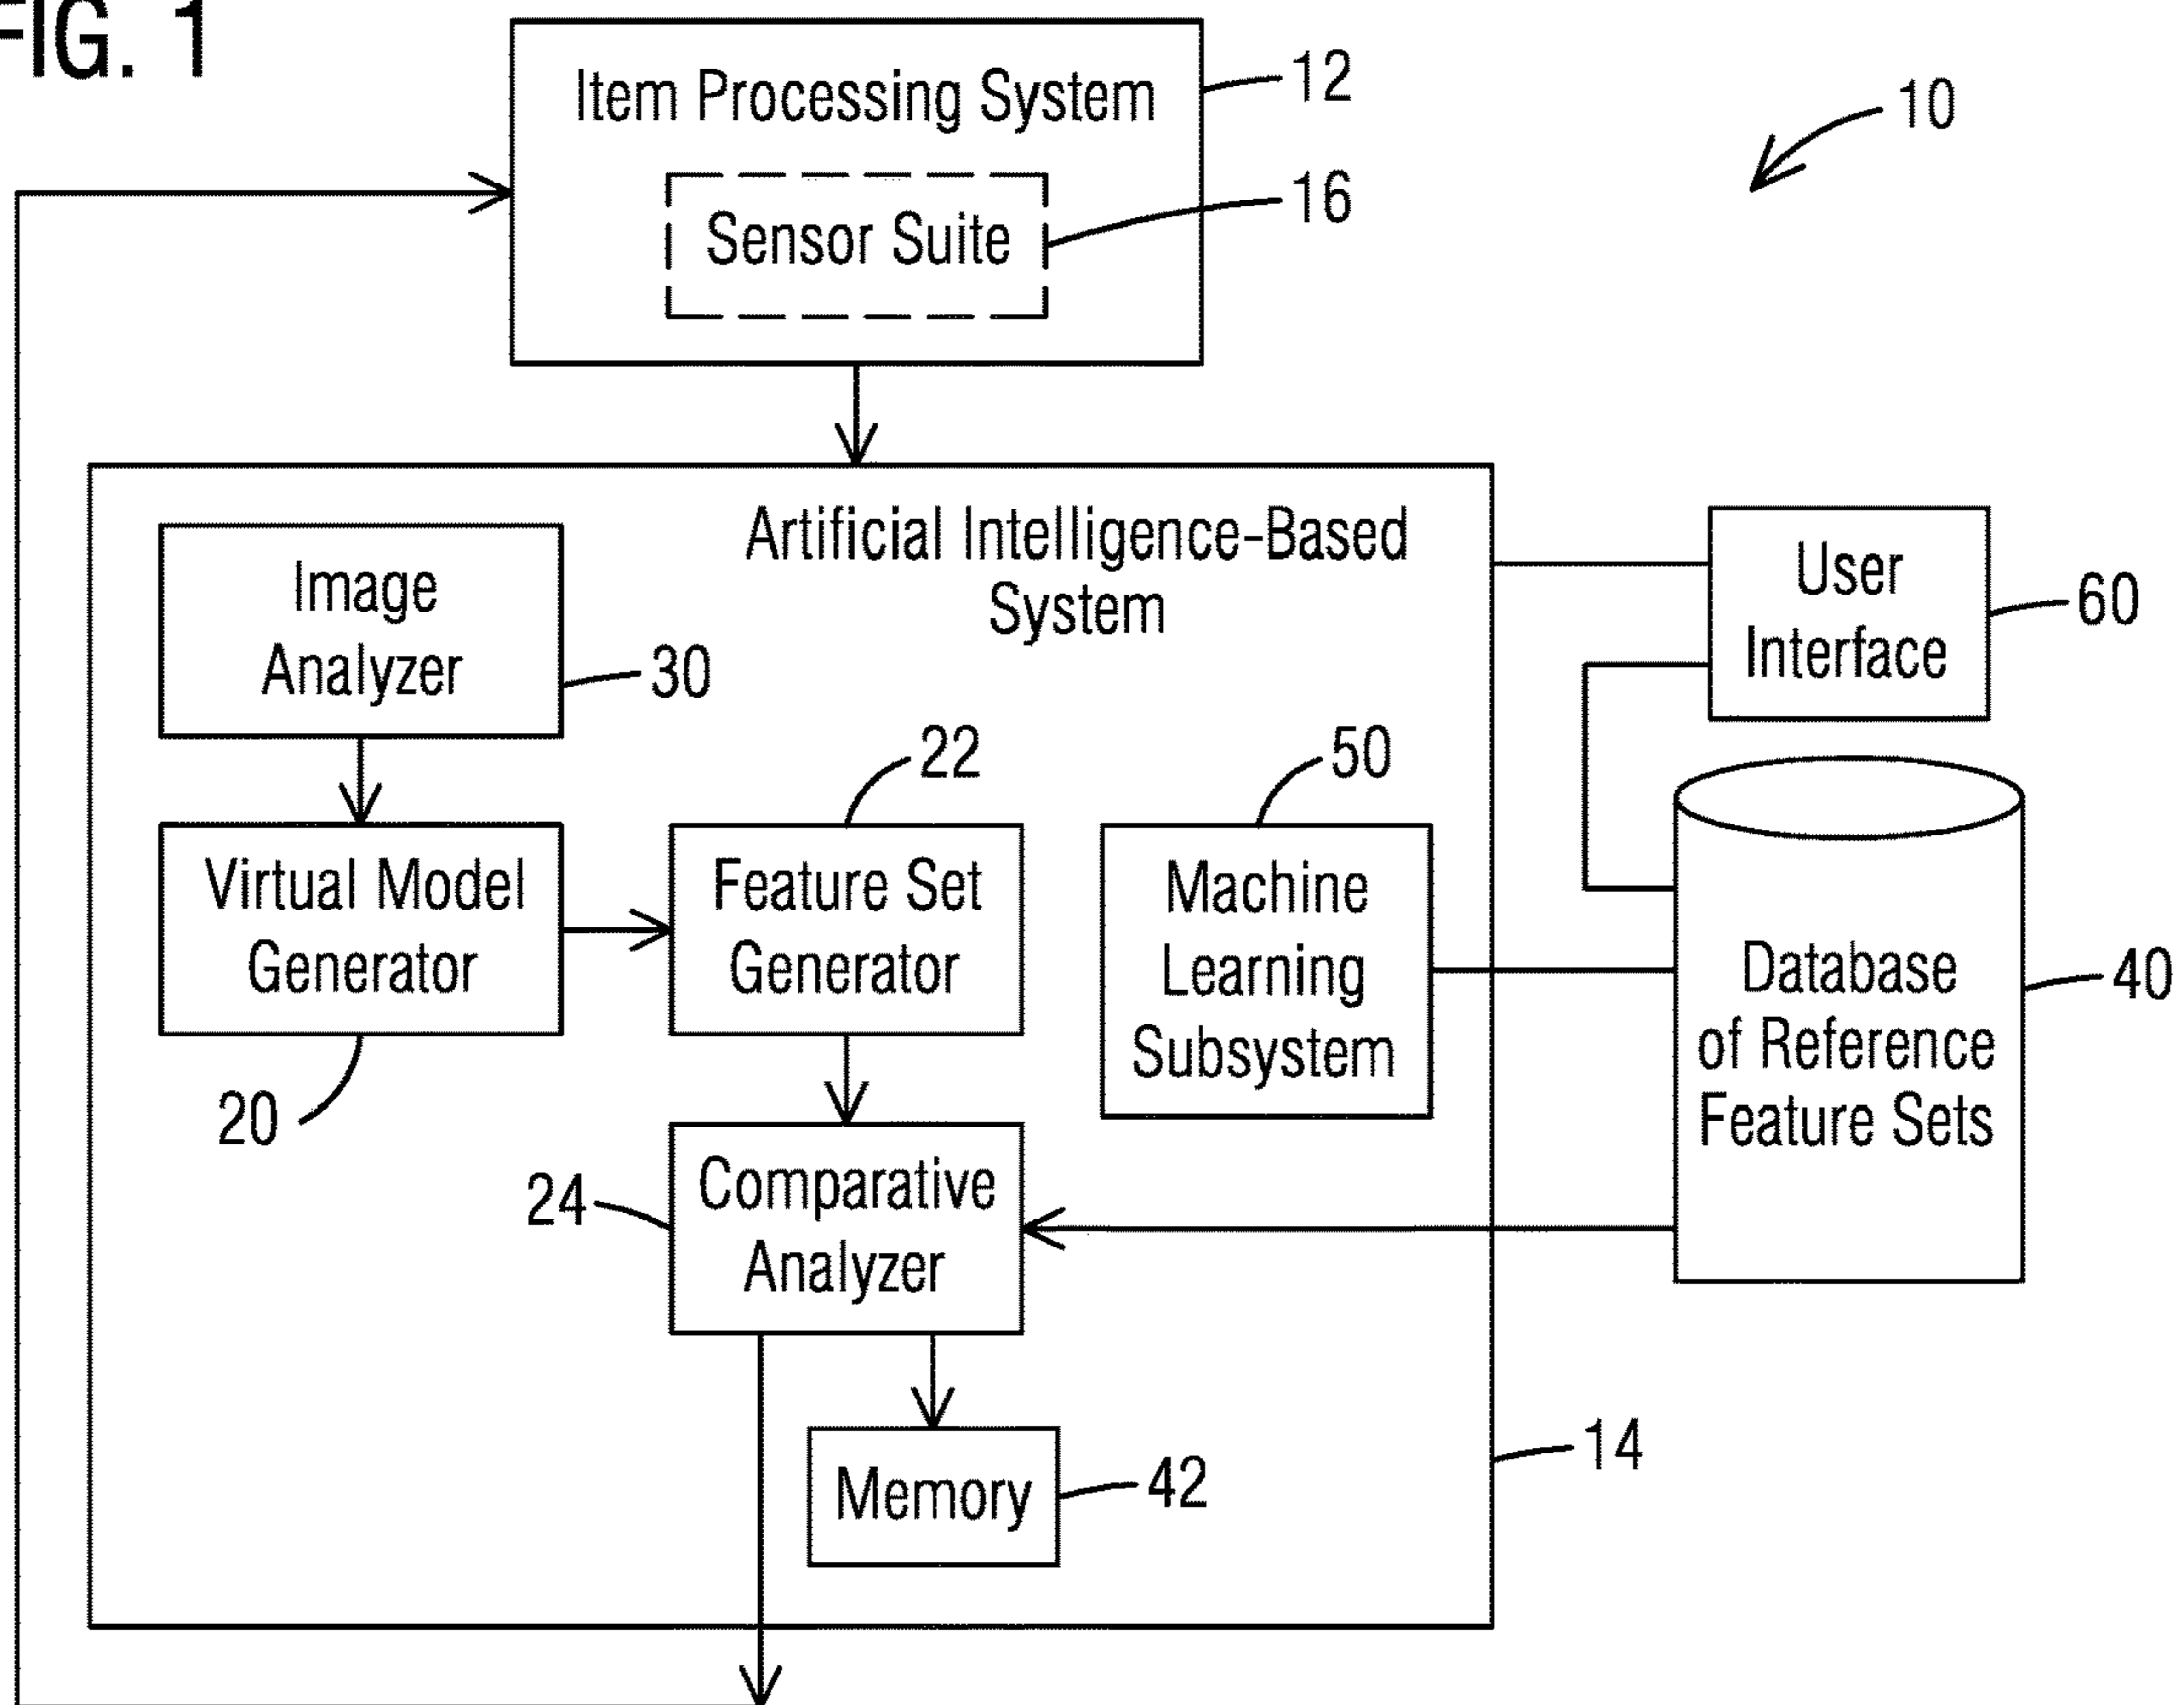 FIG. 1
Item Processing System
12
10
Sensor Suite
16
Artificial Intelligence-Based
System
Image
Analyzer
30
User
Interface
60
22
50
Virtual Model
Generator
20
Feature Set
Generator
Machine
Learning
Subsystem
Database
of Reference
Feature Sets
40
24
Comparative
Analyzer
14
Memory
42